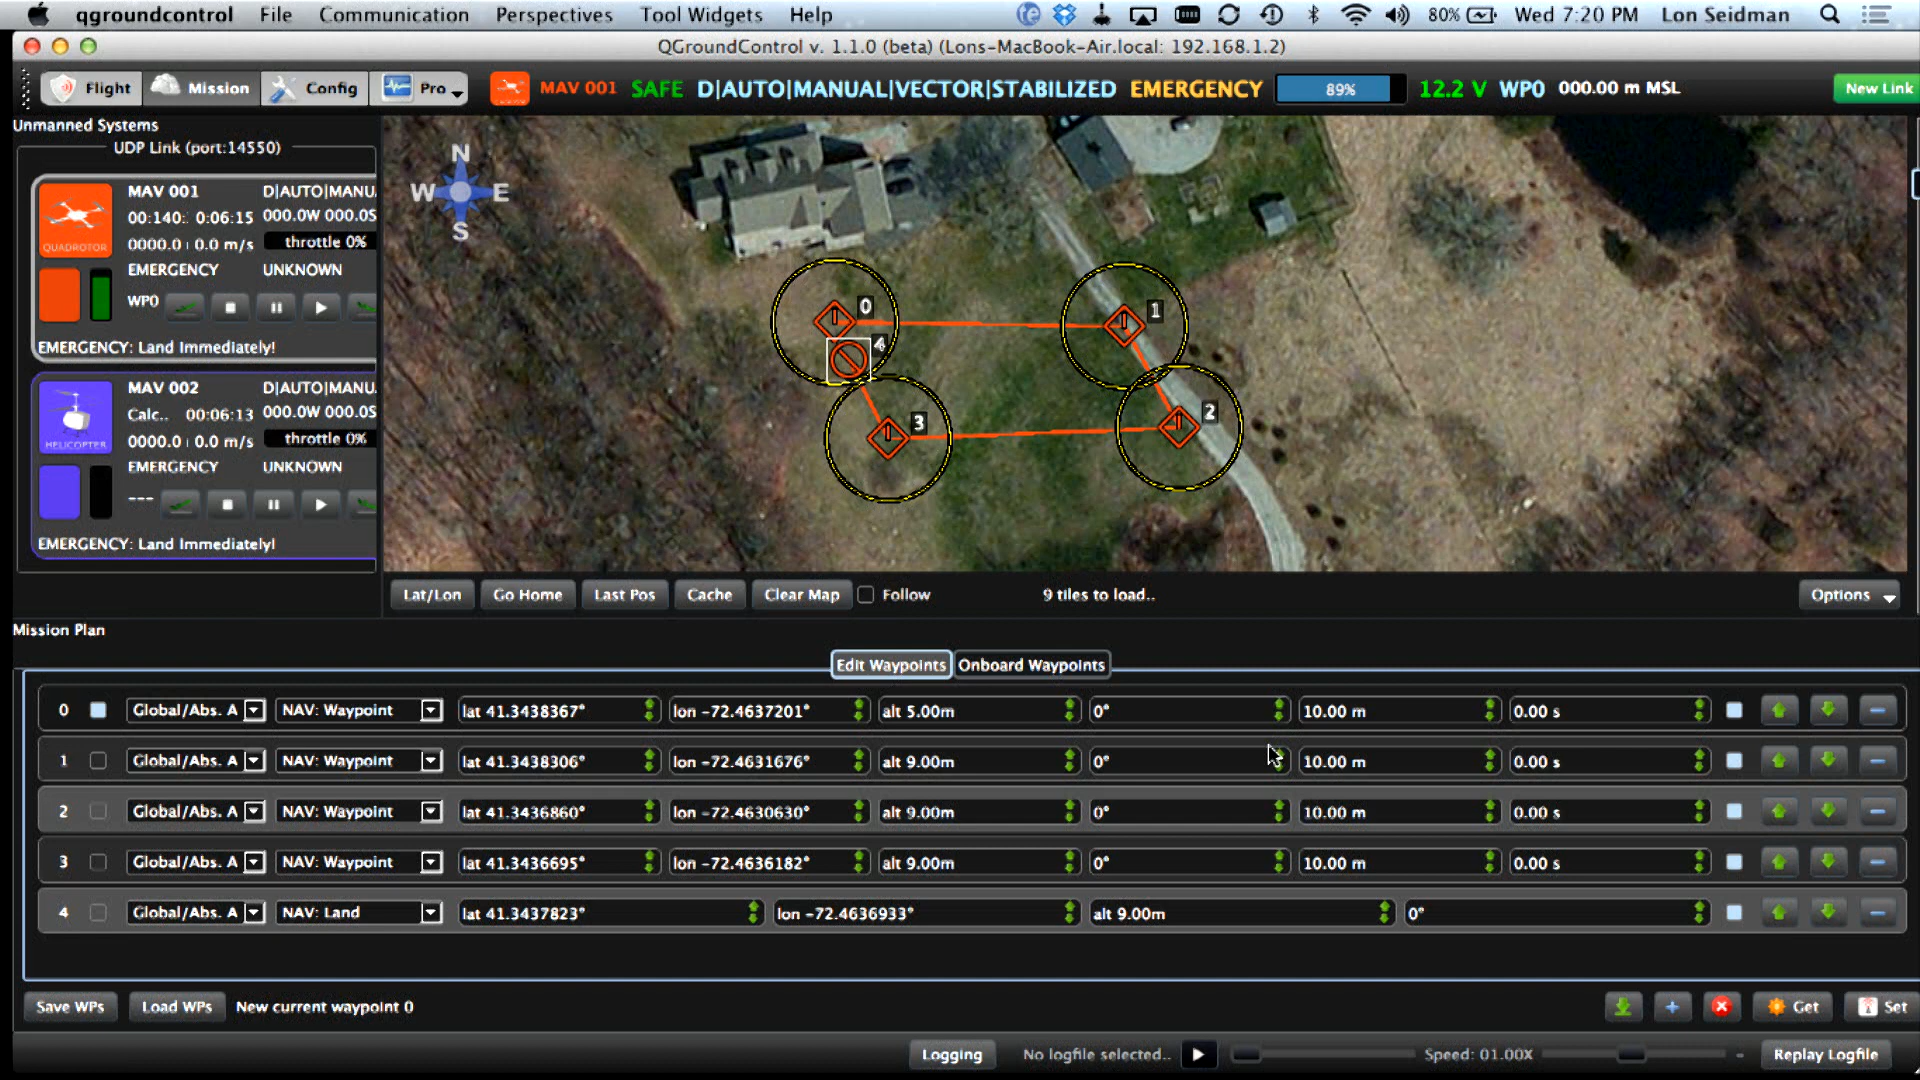 qgroundcontrol File Communication Perspectives Tool Widgets Help 80% Wed 7:20 PM Lon Seidman
QGroundControl v. 1.1.0 (beta) (Lons-MacBook-Air.local: 192.168.1.2)
Flight Mission Config Pro MAV 001 SAFE D|AUTO|MANUAL|VECTOR|STABILIZED EMERGENCY 89% 12.2 V WP0 000.00 m MSL New Link
Unmanned Systems
UDP Link (port:14550)
MAV 001 D|AUTO|MANU
00:140: 0:06:15 000.0W 000.0S
0000.0 0.0 m/s throttle 0%
QUADROTOR
EMERGENCY UNKNOWN
WP0
EMERGENCY: Land Immediately!
MAV 002 D|AUTO|MANU
Calc.. 00:06:13 000.0W 000.0S
0000.0 0.0 m/s throttle 0%
HELICOPTER
EMERGENCY UNKNOWN
---
EMERGENCY: Land Immediately!
N
W E
S
0
1
4
2
3
Lat/Lon Go Home Last Pos Cache Clear Map Follow 9 tiles to load.. Options
Mission Plan
Edit Waypoints Onboard Waypoints
0 Global/Abs. A NAV: Waypoint lat 41.3438367° lon -72.4637201° alt 5.00m 0° 10.00 m 0.00 s
1 Global/Abs. A NAV: Waypoint lat 41.3438306° lon -72.4631676° alt 9.00m 0° 10.00 m 0.00 s
2 Global/Abs. A NAV: Waypoint lat 41.3436860° lon -72.4630630° alt 9.00m 0° 10.00 m 0.00 s
3 Global/Abs. A NAV: Waypoint lat 41.3436695° lon -72.4636182° alt 9.00m 0° 10.00 m 0.00 s
4 Global/Abs. A NAV: Land lat 41.3437823° lon -72.4636933° alt 9.00m 0°
Save WPs Load WPs New current waypoint 0 Get Set
Logging No logfile selected.. Speed: 01.00X - Replay Logfile